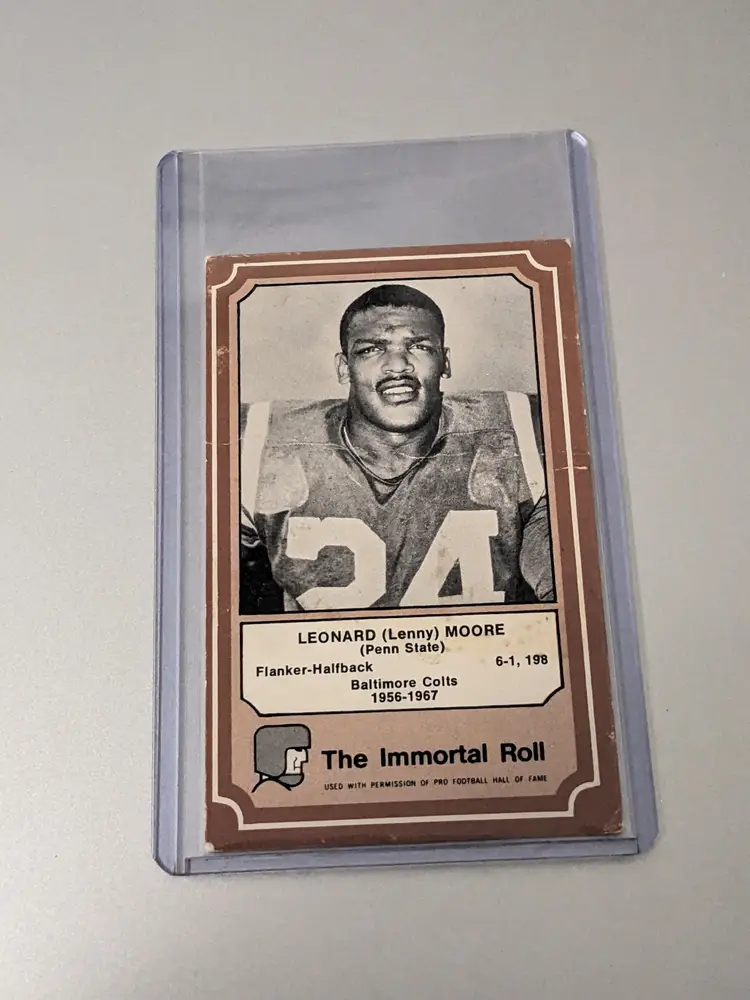 24
LEONARD (Lenny) MOORE
(Penn State)
Flanker-Halfback 6-1, 198
Baltimore Colts
1956-1967
The Immortal Roll
USED WITH PERMISSION OF PRO FOOTBALL HALL OF FAME